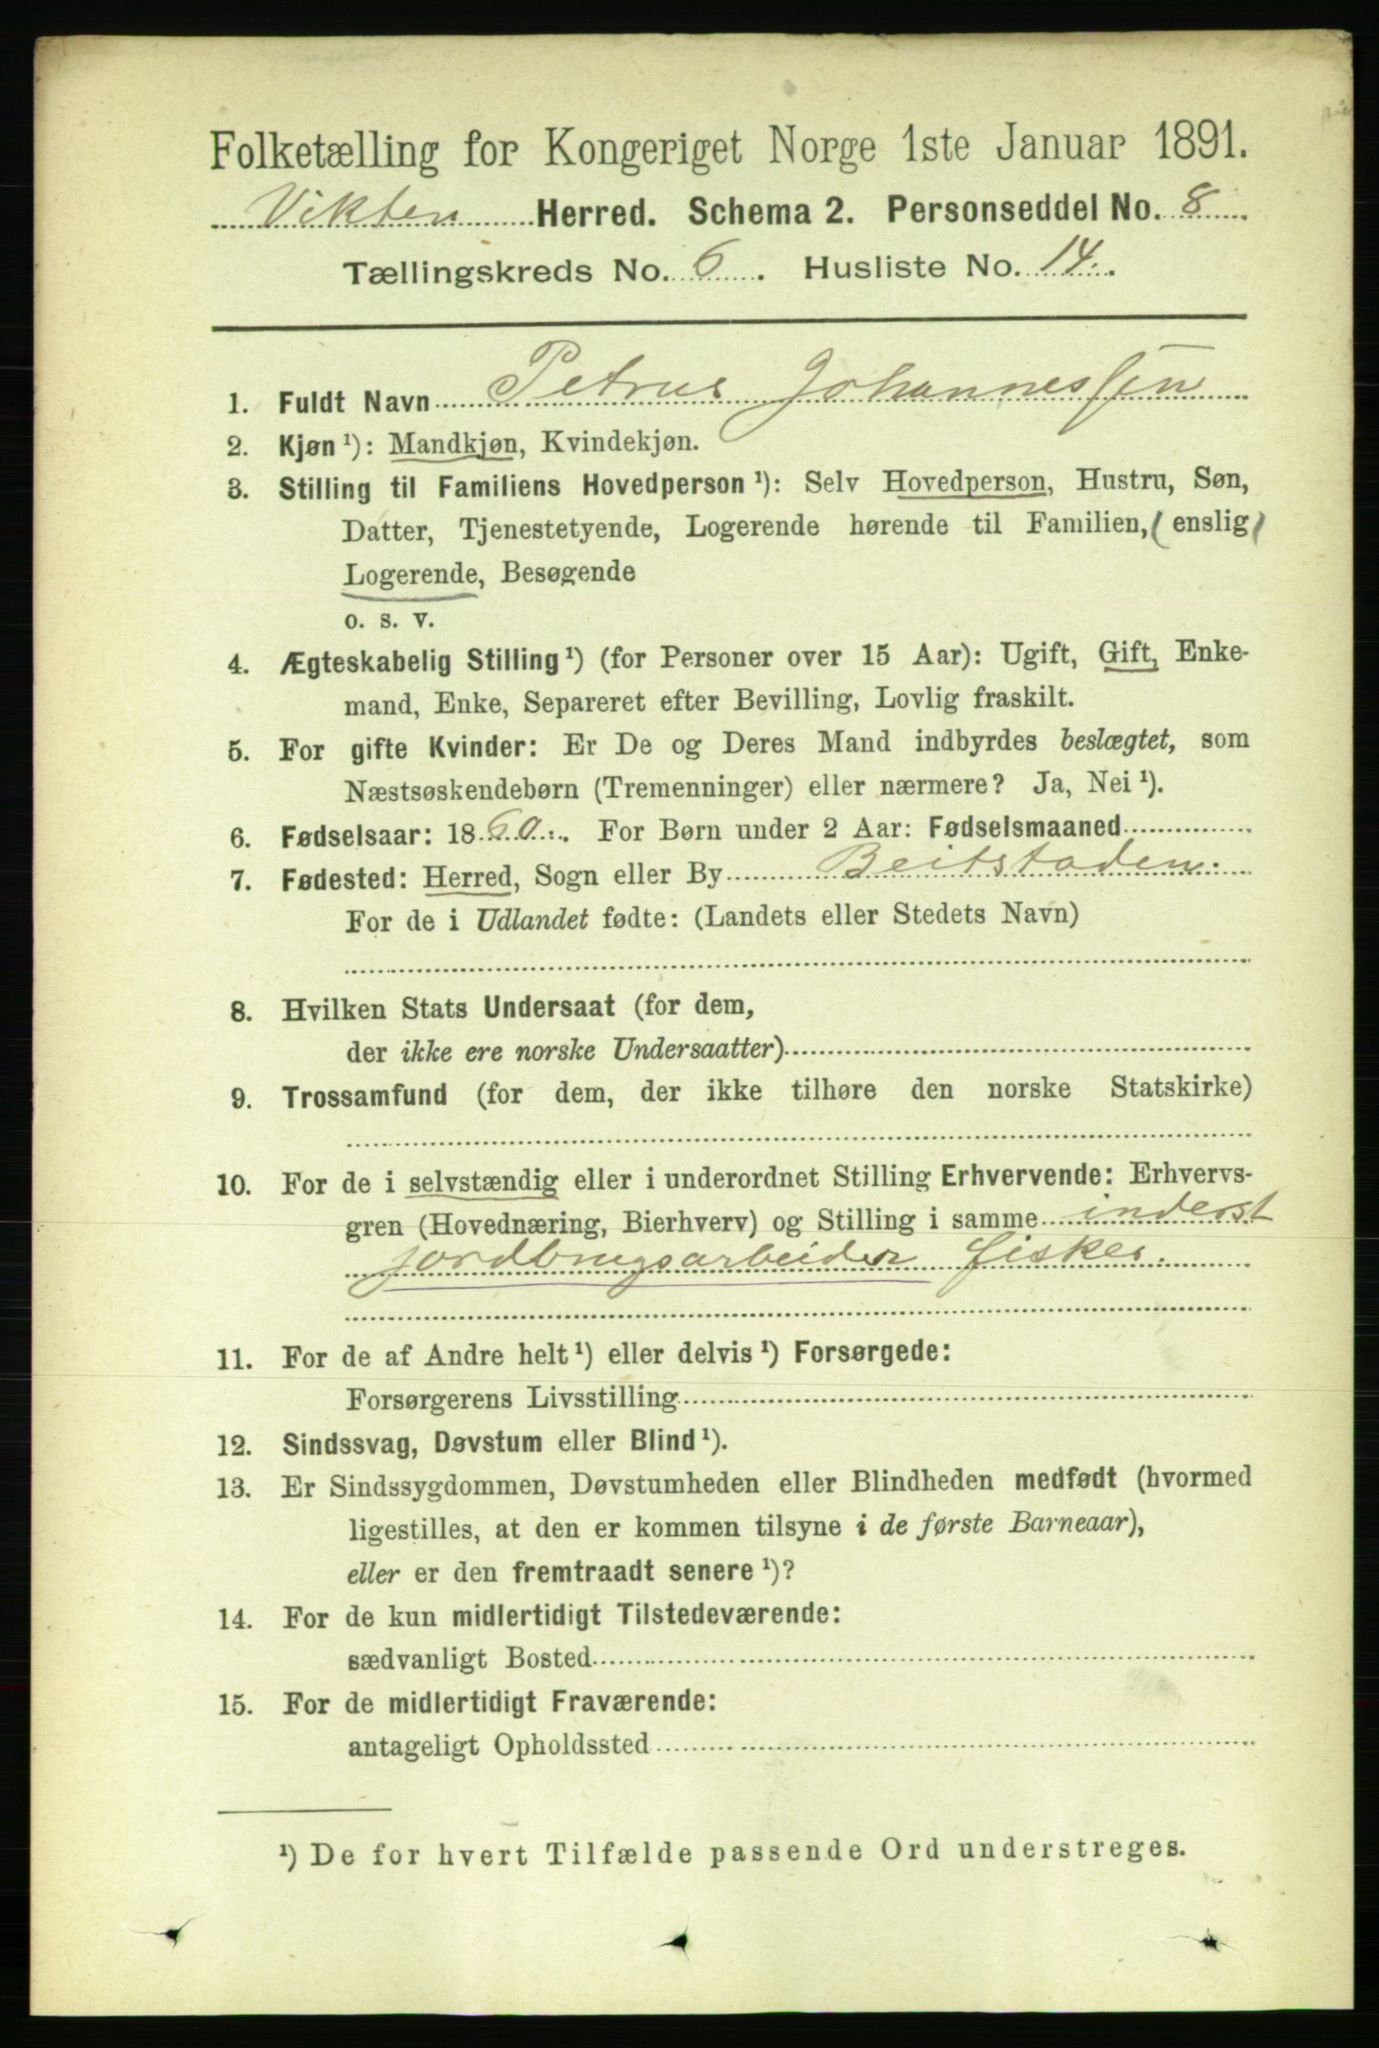 Folketælling for Kongeriget Norge 1ste Januar 1891.
Vikten Herred. Schema 2. Personseddel No. 8
Tællingskreds No. 6. Husliste No. 14.
1. Fuldt Navn Petrus Johannessen
2. Kjøn ¹): Mandkjøn, Kvindekjøn.
3. Stilling til Familiens Hovedperson ¹): Selv Hovedperson, Hustru, Søn,
Datter, Tjenestetyende, Logerende hørende til Familien, (enslig)
Logerende, Besøgende
o. s. v.
4. Ægteskabelig Stilling ¹) (for Personer over 15 Aar): Ugift, Gift, Enke-
mand, Enke, Separeret efter Bevilling, Lovlig fraskilt.
5. For gifte Kvinder: Er De og Deres Mand indbyrdes beslægtet, som
Næstsøskendebørn (Tremenninger) eller nærmere? Ja, Nei ¹).
6. Fødselsaar: 1860. For Børn under 2 Aar: Fødselsmaaned
7. Fødested: Herred, Sogn eller By Beitstaden.
For de i Udlandet fødte: (Landets eller Stedets Navn)
8. Hvilken Stats Undersaat (for dem,
der ikke ere norske Undersaatter)
9. Trossamfund (for dem, der ikke tilhøre den norske Statskirke)
10. For de i selvstændig eller i underordnet Stilling Erhvervende: Erhvervs-
gren (Hovednæring, Bierhverv) og Stilling i samme inderst
jordbrugsarbeider fisker.
11. For de af Andre helt ¹) eller delvis ¹) Forsørgede:
Forsørgerens Livsstilling
12. Sindssvag, Døvstum eller Blind ¹).
13. Er Sindssygdommen, Døvstumheden eller Blindheden medfødt (hvormed
ligestilles, at den er kommen tilsyne i de første Barneaar),
eller er den fremtraadt senere ¹)?
14. For de kun midlertidigt Tilstedeværende:
sædvanligt Bosted
15. For de midlertidigt Fraværende:
antageligt Opholdssted
¹) De for hvert Tilfælde passende Ord understreges.